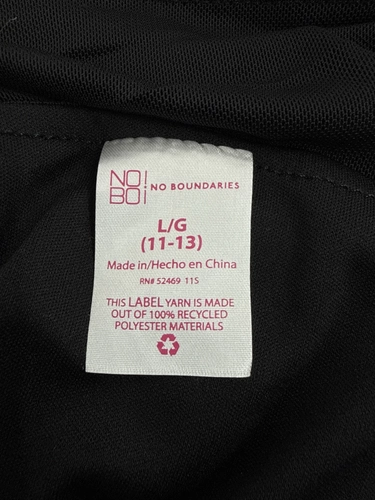 NO!
BO! NO BOUNDARIES
L/G
(11-13)
Made in/Hecho en China
RN# 52469 115
THIS LABEL YARN IS MADE
OUT OF 100% RECYCLED
POLYESTER MATERIALS